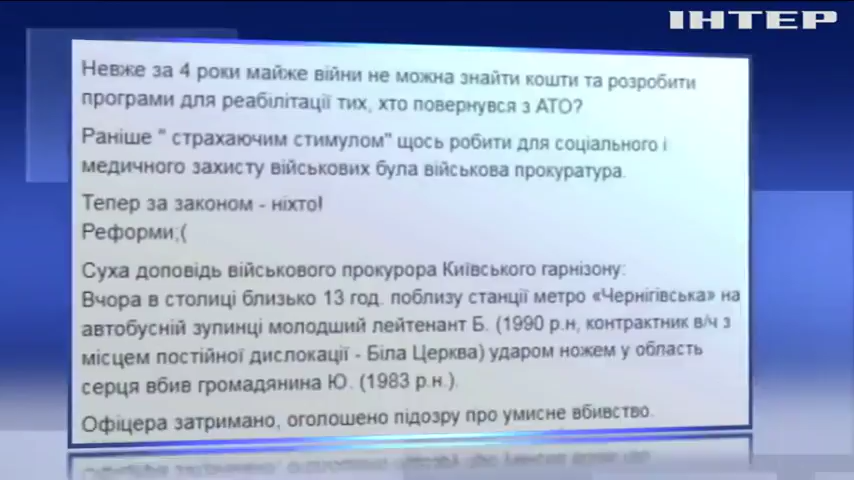 ІНТЕР
Невже за 4 роки майже війни не можна знайти кошти та розробити
програми для реабілітації тих, хто повернувся з АТО?
Раніше " страхаючим стимулом" щось робити для соціального і
медичного захисту військових була військова прокуратура.
Тепер за законом - ніхто!
Реформи;(
Суха доповідь військового прокурора Київського гарнізону:
Вчора в столиці близько 13 год. поблизу станції метро «Чернігівська» на
автобусній зупинці молодший лейтенант Б. (1990 р.н, контрактник в/ч з
місцем постійної дислокації - Біла Церква) ударом ножем у область
серця вбив громадянина Ю. (1983 р.н.).
Офіцера затримано, оголошено підозру про умисне вбивство.